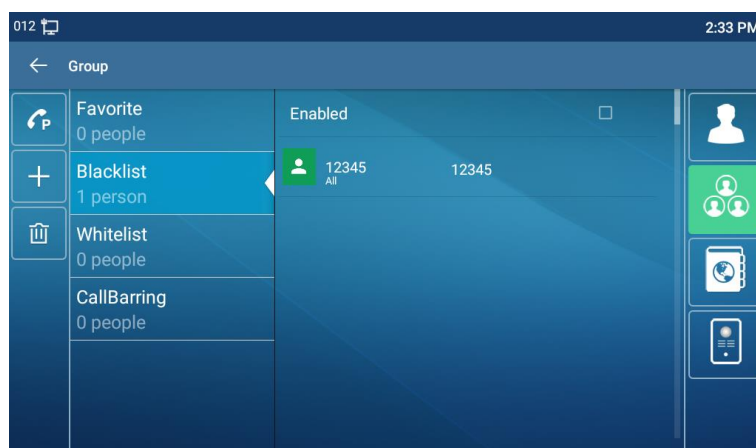 012
2:33 PM
Group
Favorite
0 people
Blacklist
1 person
Whitelist
0 people
CallBarring
0 people
Enabled
12345
All
12345
P